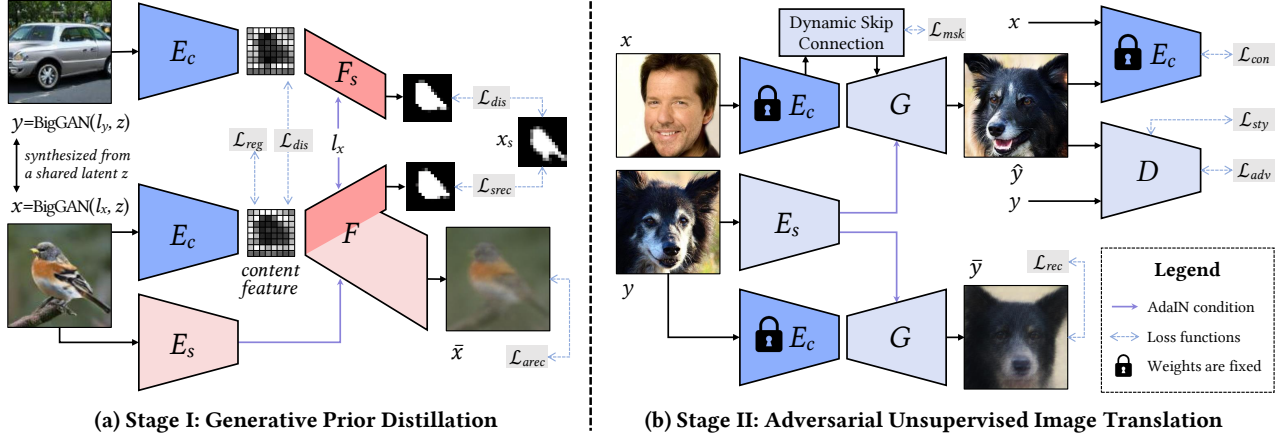 E_c
F_s
L_dis
y=BigGAN(l_y, z)
synthesized from
a shared latent z
x=BigGAN(l_x, z)
L_reg
L_dis
l_x
x_s
L_srec
E_c
F
content
feature
E_s
x̄
L_arec
(a) Stage I: Generative Prior Distillation
x
Dynamic Skip
Connection
L_msk
E_c
G
x
E_c
L_con
ŷ
y
D
L_sty
L_adv
E_s
y
E_c
G
ȳ
L_rec
Legend
AdaIN condition
Loss functions
Weights are fixed
(b) Stage II: Adversarial Unsupervised Image Translation